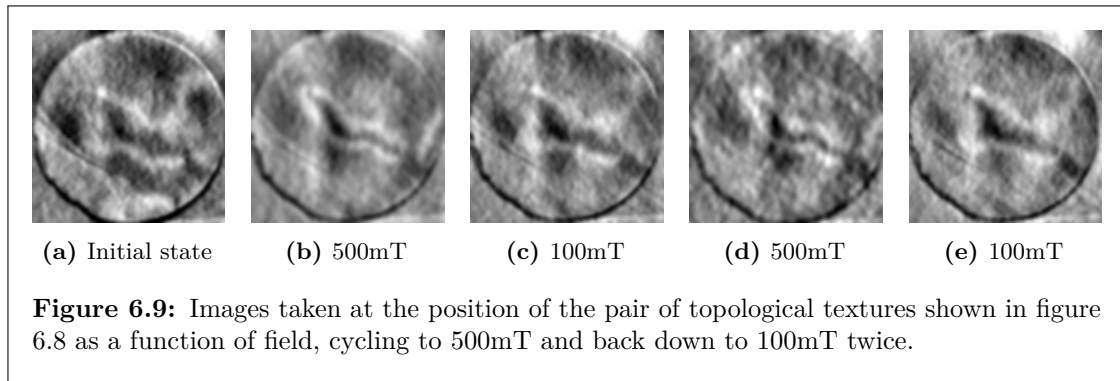 (a) Initial state (b) 500mT (c) 100mT (d) 500mT (e) 100mT
Figure 6.9: Images taken at the position of the pair of topological textures shown in figure
6.8 as a function of field, cycling to 500mT and back down to 100mT twice.